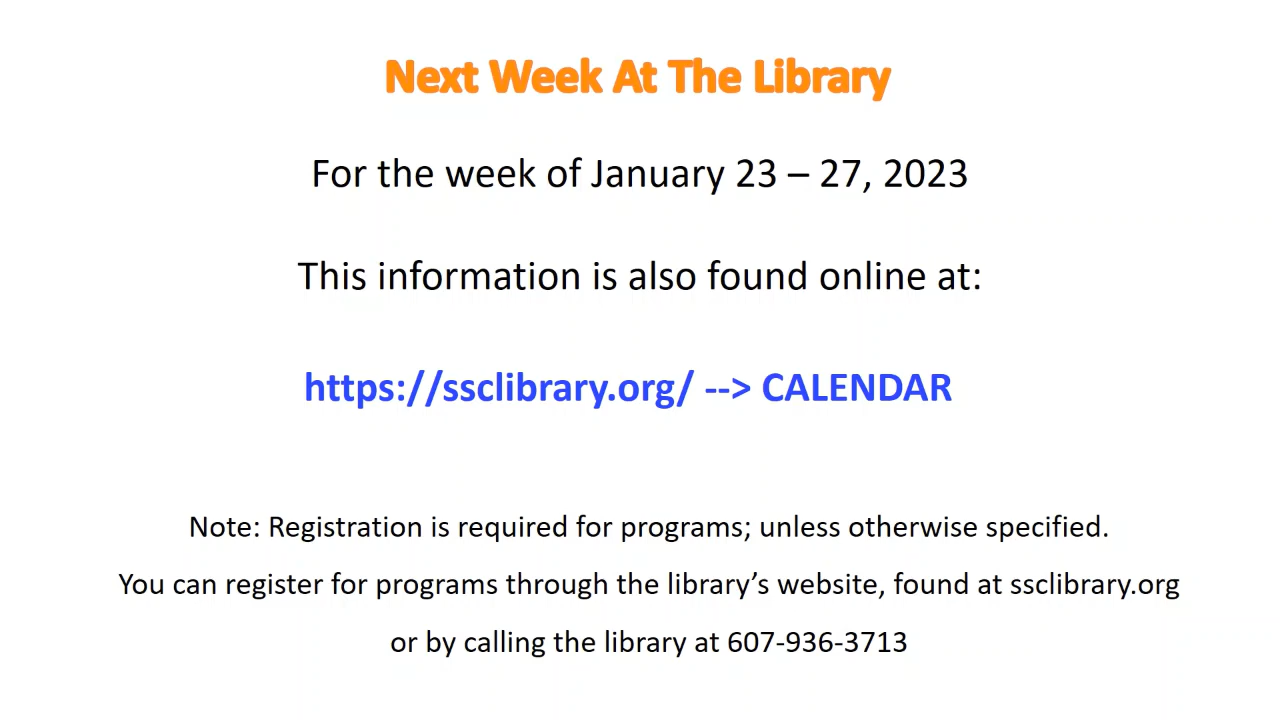 Next Week At The Library
For the week of January 23 – 27, 2023
This information is also found online at:
https://ssclibrary.org/ --> CALENDAR
Note: Registration is required for programs; unless otherwise specified.
You can register for programs through the library’s website, found at ssclibrary.org
or by calling the library at 607-936-3713